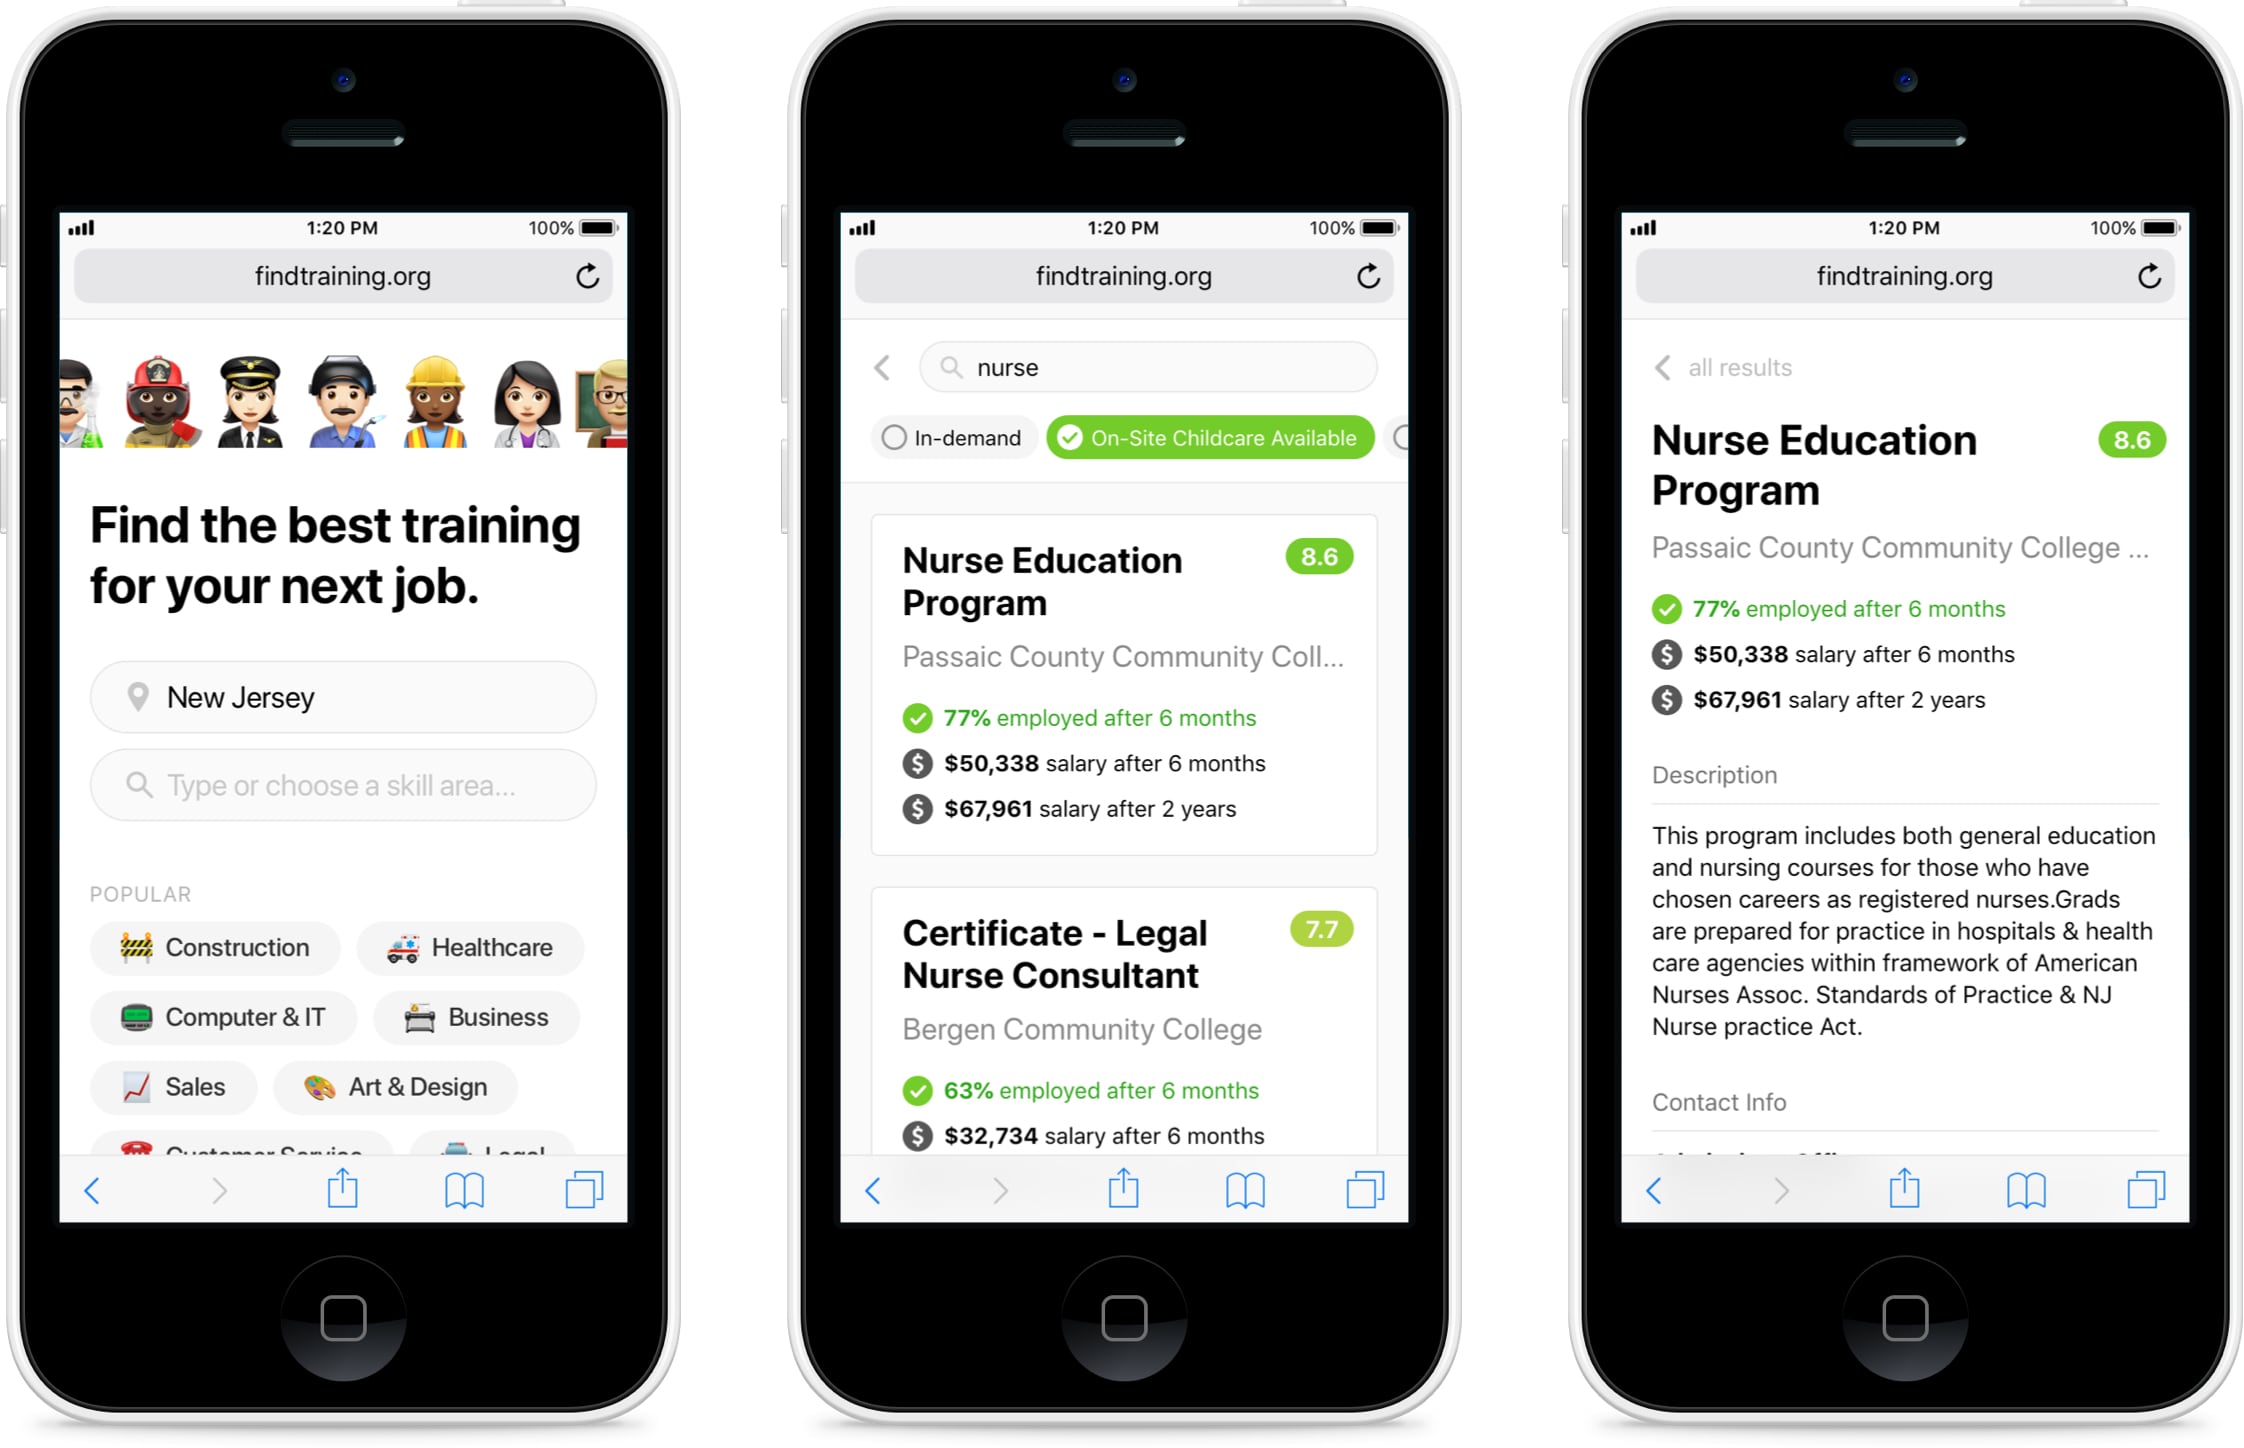 1:20 PM
100%
findtraining.org
Find the best training
for your next job.
New Jersey
Type or choose a skill area...
POPULAR
Construction
Healthcare
Computer & IT
Business
Sales
Art & Design
Customer Service
Legal
1:20 PM
100%
findtraining.org
nurse
In-demand
On-Site Childcare Available
Nurse Education
Program
8.6
Passaic County Community Coll...
77% employed after 6 months
$50,338 salary after 6 months
$67,961 salary after 2 years
Certificate - Legal
Nurse Consultant
7.7
Bergen Community College
63% employed after 6 months
$32,734 salary after 6 months
1:20 PM
100%
findtraining.org
all results
Nurse Education
Program
8.6
Passaic County Community College ...
77% employed after 6 months
$50,338 salary after 6 months
$67,961 salary after 2 years
Description
This program includes both general education
and nursing courses for those who have
chosen careers as registered nurses.Grads
are prepared for practice in hospitals & health
care agencies within framework of American
Nurses Assoc. Standards of Practice & NJ
Nurse practice Act.
Contact Info